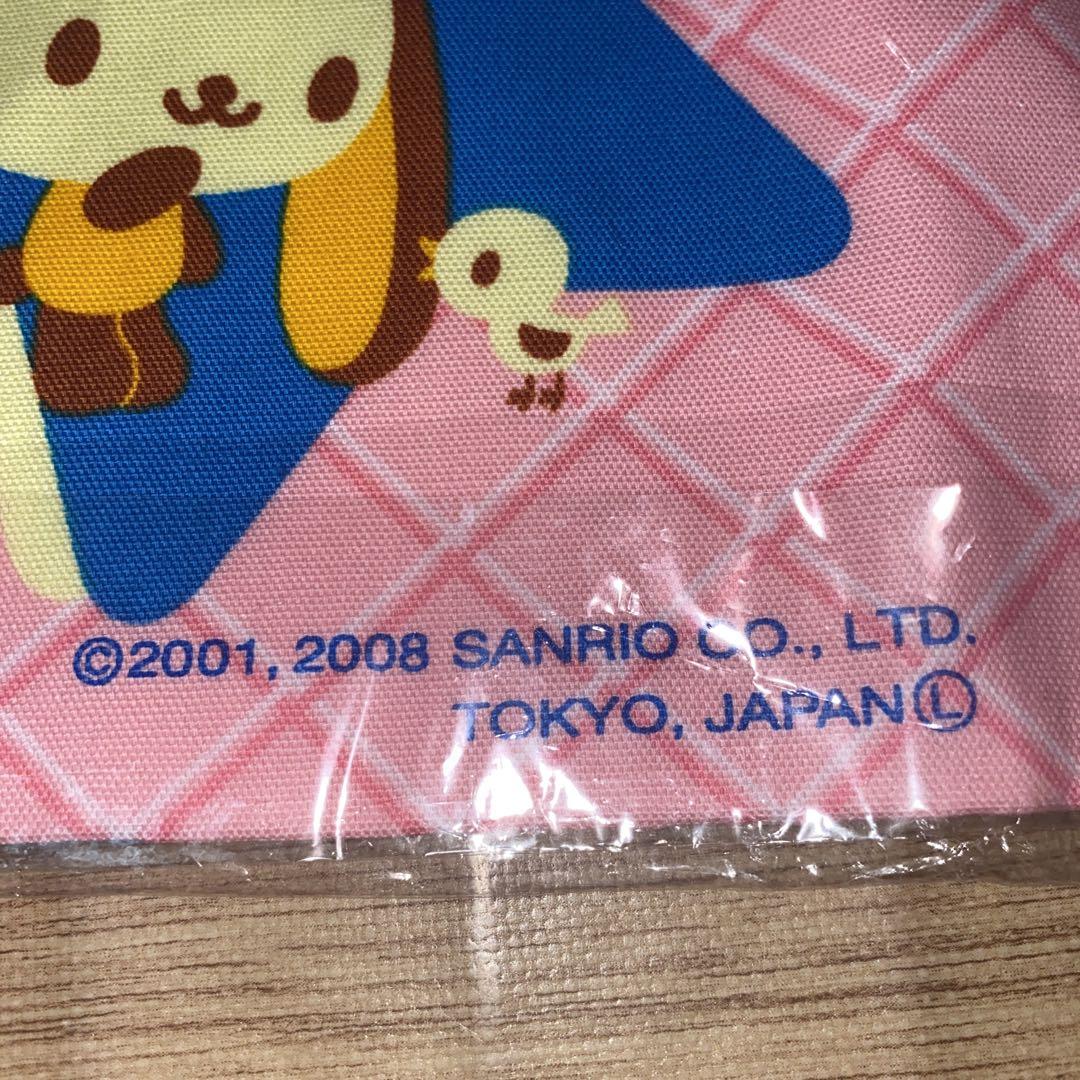 ©2001, 2008 SANRIO CO., LTD.
TOKYO, JAPAN Ⓛ